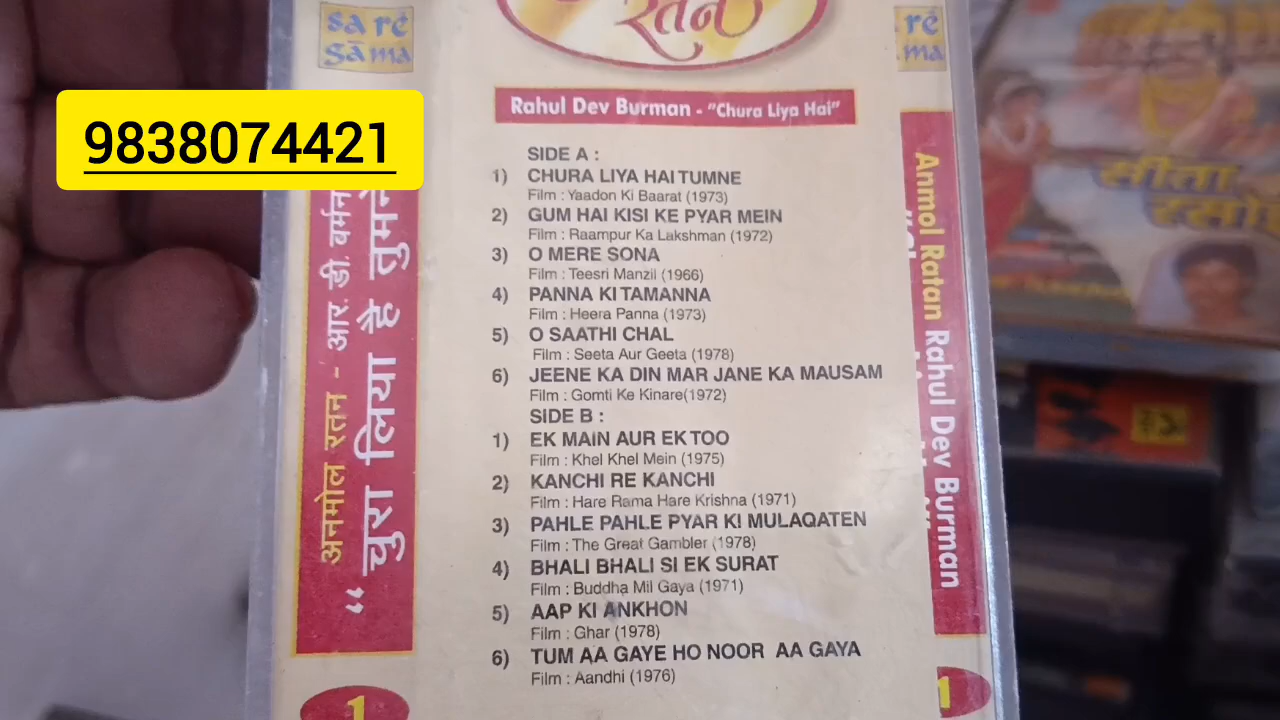 sa re
ga ma
रतन
re
ma
9838074421
Rahul Dev Burman - "Chura Liya Hai"
SIDE A :
1) CHURA LIYA HAI TUMNE
Film : Yaadon Ki Baarat (1973)
2) GUM HAI KISI KE PYAR MEIN
Film : Raampur Ka Lakshman (1972)
3) O MERE SONA
Film : Teesri Manzil (1966)
4) PANNA KI TAMANNA
Film : Heera Panna (1973)
5) O SAATHI CHAL
Film : Seeta Aur Geeta (1978)
6) JEENE KA DIN MAR JANE KA MAUSAM
Film : Gomti Ke Kinare(1972)
SIDE B :
1) EK MAIN AUR EK TOO
Film : Khel Khel Mein (1975)
2) KANCHI RE KANCHI
Film : Hare Rama Hare Krishna (1971)
3) PAHLE PAHLE PYAR KI MULAQATEN
Film : The Great Gambler (1978)
4) BHALI BHALI SI EK SURAT
Film : Buddha Mil Gaya (1971)
5) AAP KI ANKHON
Film : Ghar (1978)
6) TUM AA GAYE HO NOOR AA GAYA
Film : Aandhi (1976)
अनमोल रतन - आर. डी. बर्मन
"चुरा लिया है तुमने
1
Anmol Ratan Rahul Dev Burman
1
सीता